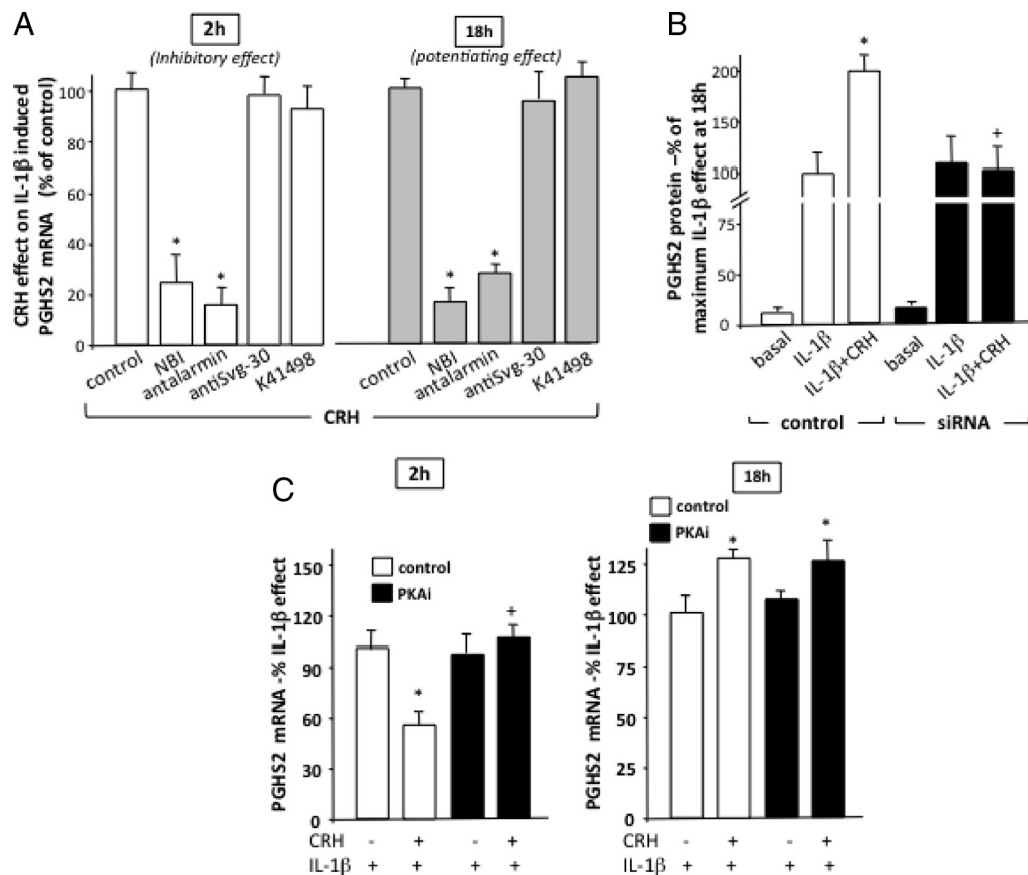 A
2h
(Inhibitory effect)
18h
(potentiating effect)
CRH effect on IL-1β induced
PGHS2 mRNA (% of control)
100
80
60
40
20
0
* * * *
control NBI antalarmin antiSvg-30 K41498 control NBI antalarmin antiSvg-30 K41498
CRH
B
PGHS2 protein –% of
maximum IL-1β effect at 18h
200
150
100
75
25
0
* +
basal IL-1β IL-1β+CRH basal IL-1β IL-1β+CRH
control siRNA
C
2h
control
PKAi
PGHS2 mRNA -% IL-1β effect
150
120
90
60
30
0
* +
CRH - + - +
IL-1β + + + +
18h
control
PKAi
PGHS2 mRNA -% IL-1β effect
125
100
75
50
25
0
* *
- + - +
+ + + +